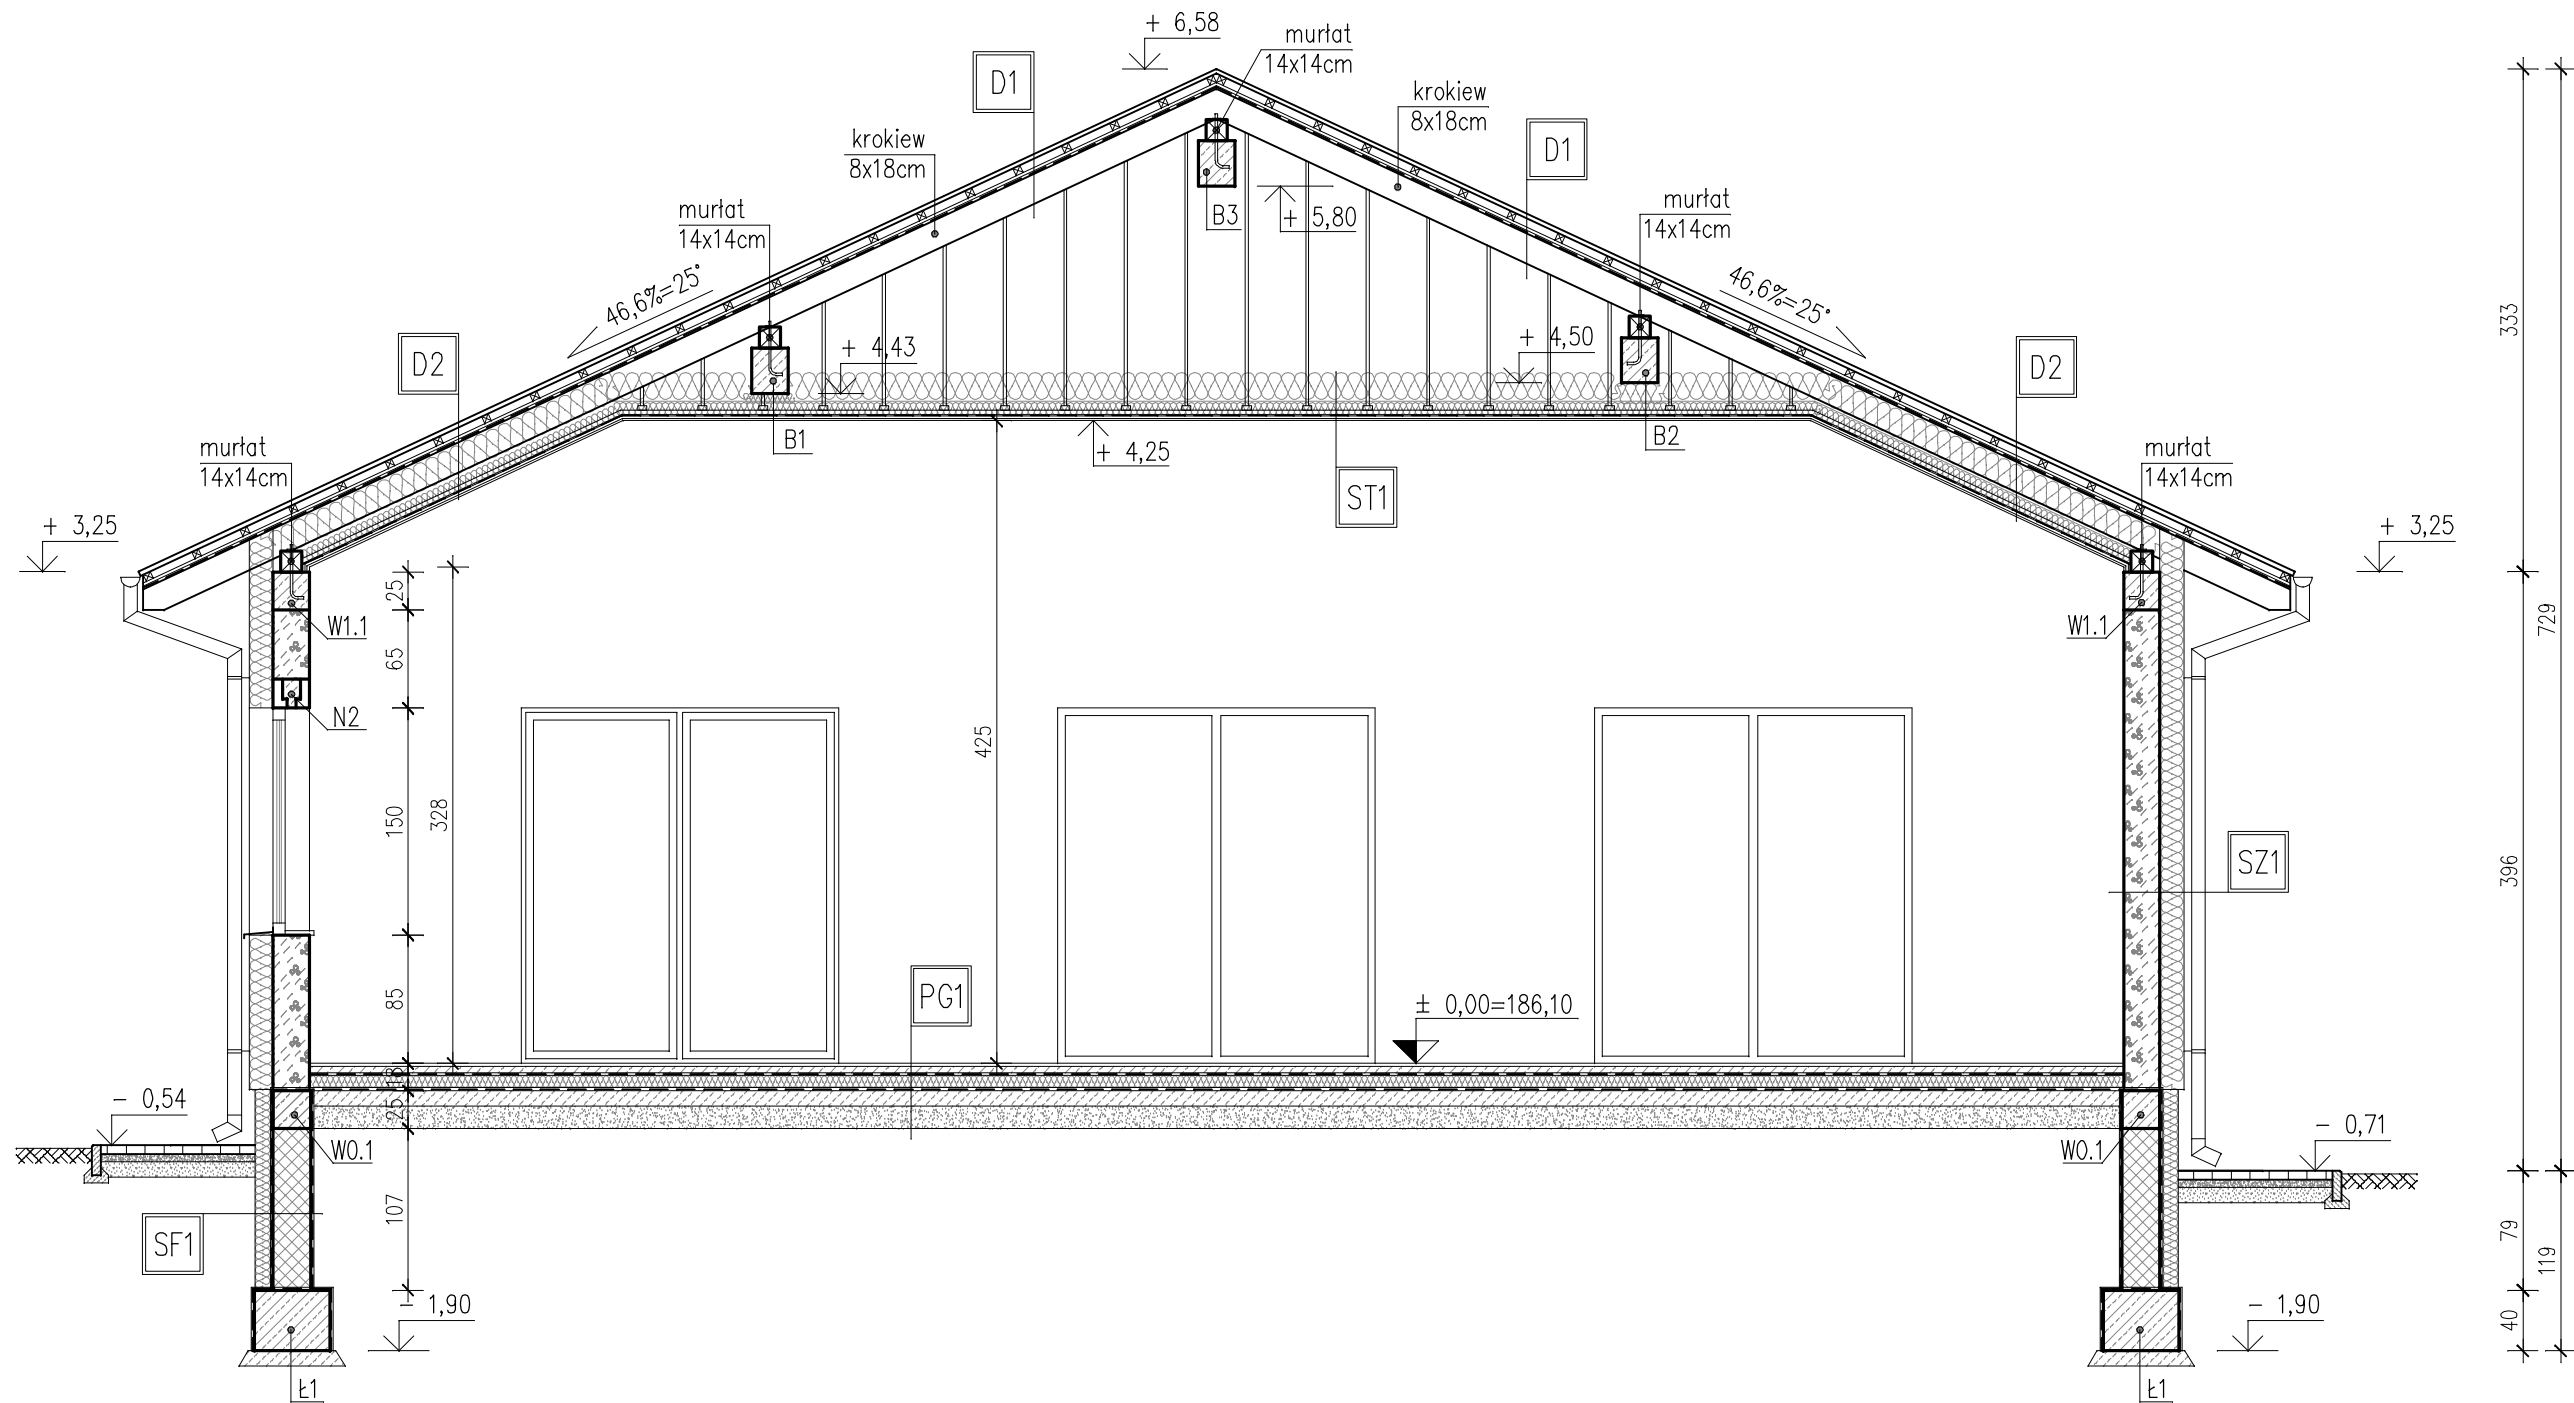 + 6,58
murłat
14x14cm
D1
krokiew
8x18cm
krokiew
8x18cm
D1
murłat
14x14cm
murłat
14x14cm
B3
+ 5,80
46,6%=25°
46,6%=25°
333
D2
+ 4,43
+ 4,50
D2
B1
B2
+ 4,25
murłat
14x14cm
murłat
14x14cm
ST1
+ 3,25
+ 3,25
25
W1.1
W1.1
729
65
N2
425
150
328
SZ1
396
85
PG1
± 0,00=186,10
18
- 0,54
25
- 0,71
W0.1
W0.1
107
SF1
79
119
- 1,90
- 1,90
40
Ł1
Ł1